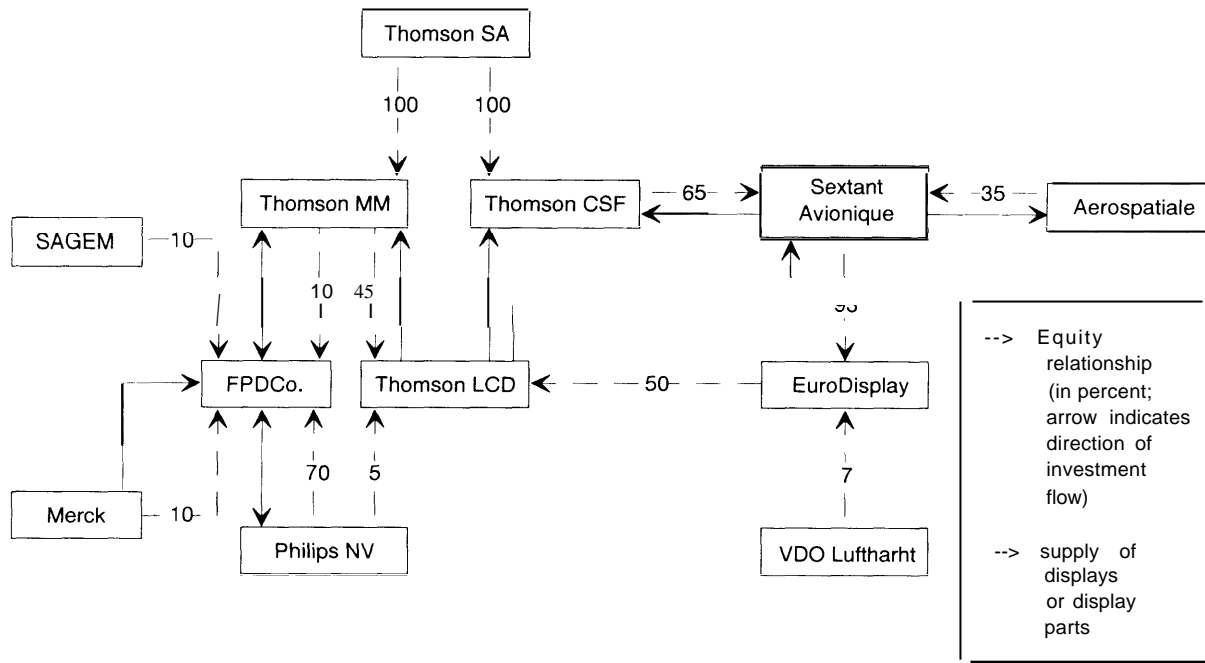 Thomson SA
100
100
Thomson MM
Thomson CSF
65
Sextant
Avionique
35
Aerospatiale
SAGEM
10
10
45
FPDCo.
Thomson LCD
50
EuroDisplay
70
5
7
Merck
10
Philips NV
VDO Luftharht
--> Equity
relationship
(in percent;
arrow indicates
direction of
investment
flow)
--> supply of
displays
or display
parts